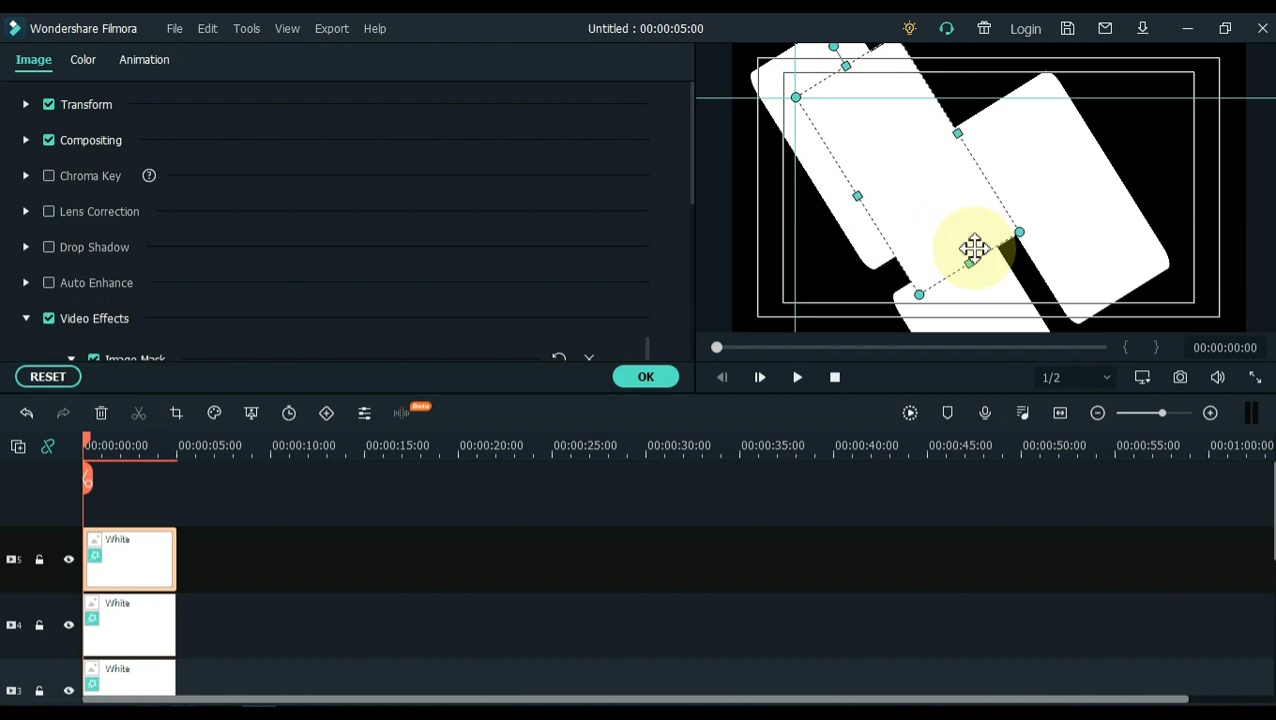 Wondershare Filmora File Edit Tools View Export Help Untitled : 00:00:05:00 Login
Image Color Animation
Transform
Compositing
Chroma Key ?
Lens Correction
Drop Shadow
Auto Enhance
Video Effects
Image Mask
RESET OK
00:00:00:00
1/2
Beta
00:00:00:00 00:00:05:00 00:00:10:00 00:00:15:00 00:00:20:00 00:00:25:00 00:00:30:00 00:00:35:00 00:00:40:00 00:00:45:00 00:00:50:00 00:00:55:00 00:01:00:00
White
5
White
4
White
3